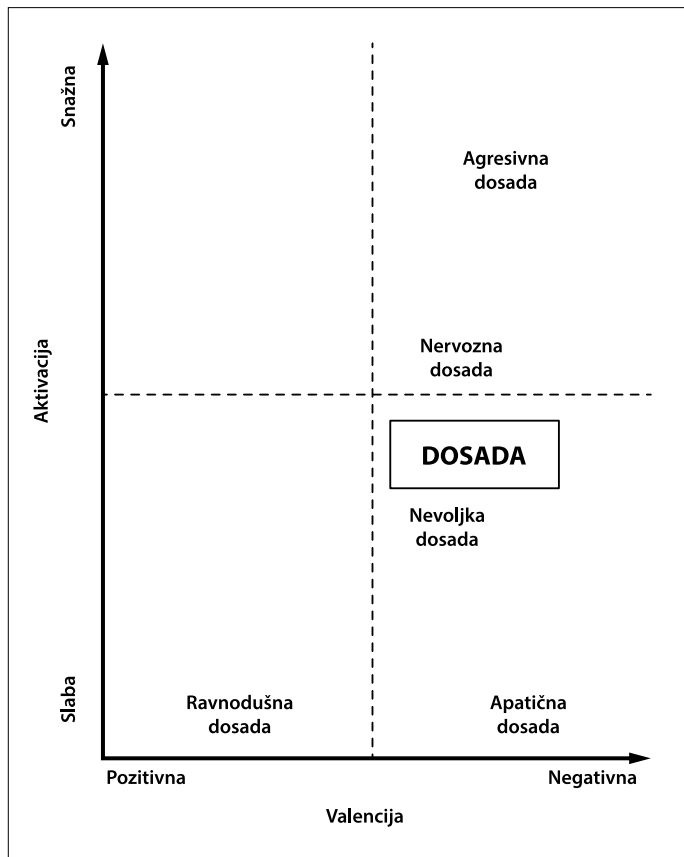 Snažna
Agresivna
dosada
Aktivacija
Nervozna
dosada
DOSADA
Nevoljka
dosada
Slaba
Ravnodušna
dosada
Apatična
dosada
Pozitivna
Negativna
Valencija